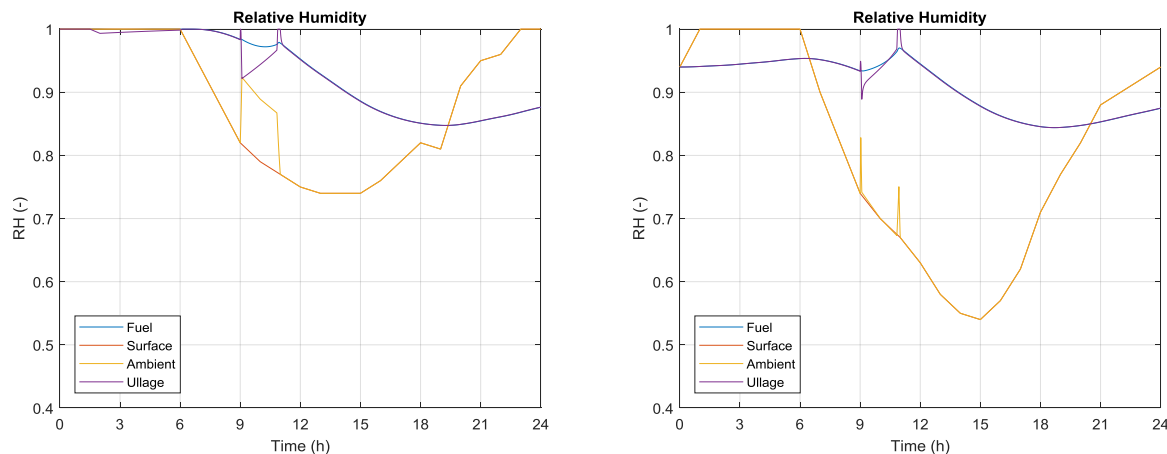 Relative Humidity
1
0.9
0.8
0.7
0.6
0.5
0.4
RH (-)
Fuel
Surface
Ambient
Ullage
0 3 6 9 12 15 18 21 24
Time (h)
Relative Humidity
1
0.9
0.8
0.7
0.6
0.5
0.4
RH (-)
Fuel
Surface
Ambient
Ullage
0 3 6 9 12 15 18 21 24
Time (h)